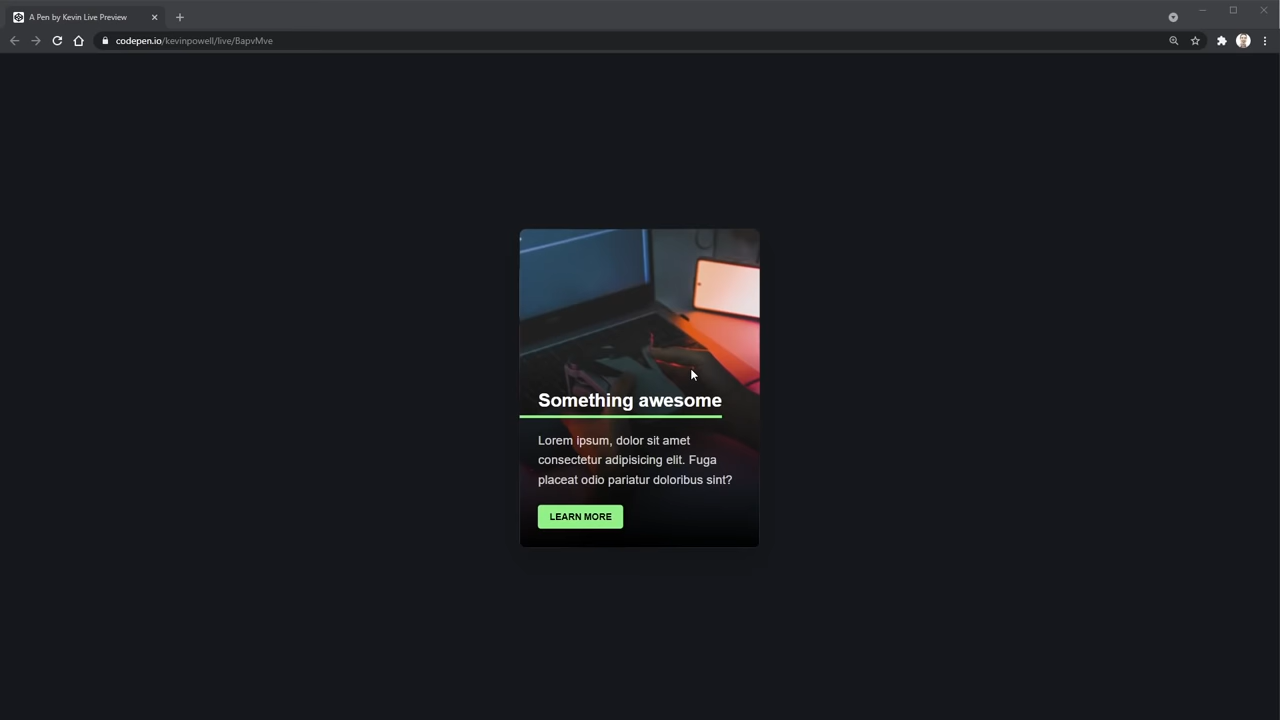 A Pen by Kevin Live Preview
codepen.io/kevinpowell/live/BapvMve
Something awesome
Lorem ipsum, dolor sit amet
consectetur adipisicing elit. Fuga
placeat odio pariatur doloribus sint?
LEARN MORE